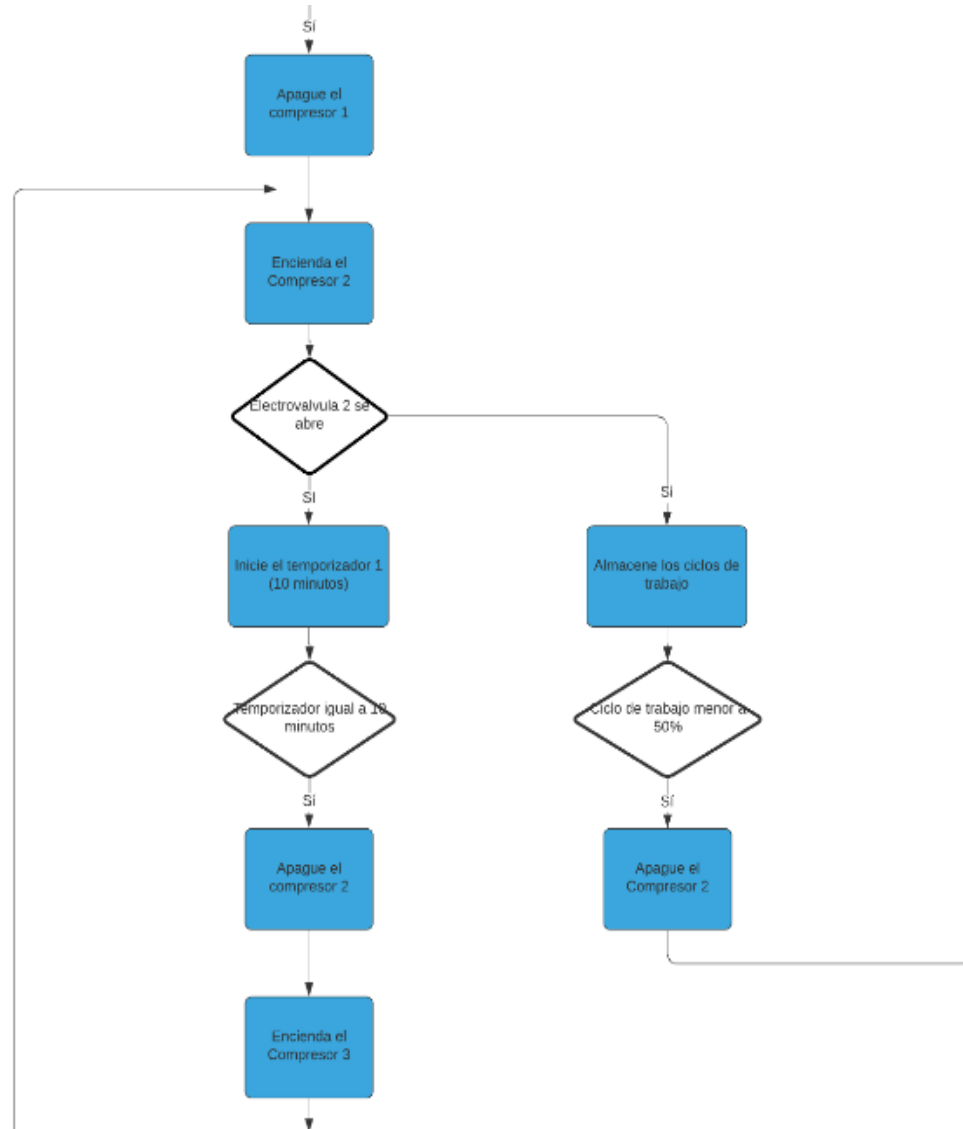 Sí
Apague el
compresor 1
Encienda el
Compresor 2
Electrovalvula 2 se
abre
Sí
Sí
Inicie el temporizador 1
(10 minutos)
Almacene los ciclos de
trabajo
Temporizador igual a 10
minutos
Ciclo de trabajo menor a
50%
Sí
Sí
Apague el
compresor 2
Apague el
Compresor 2
Encienda el
Compresor 3